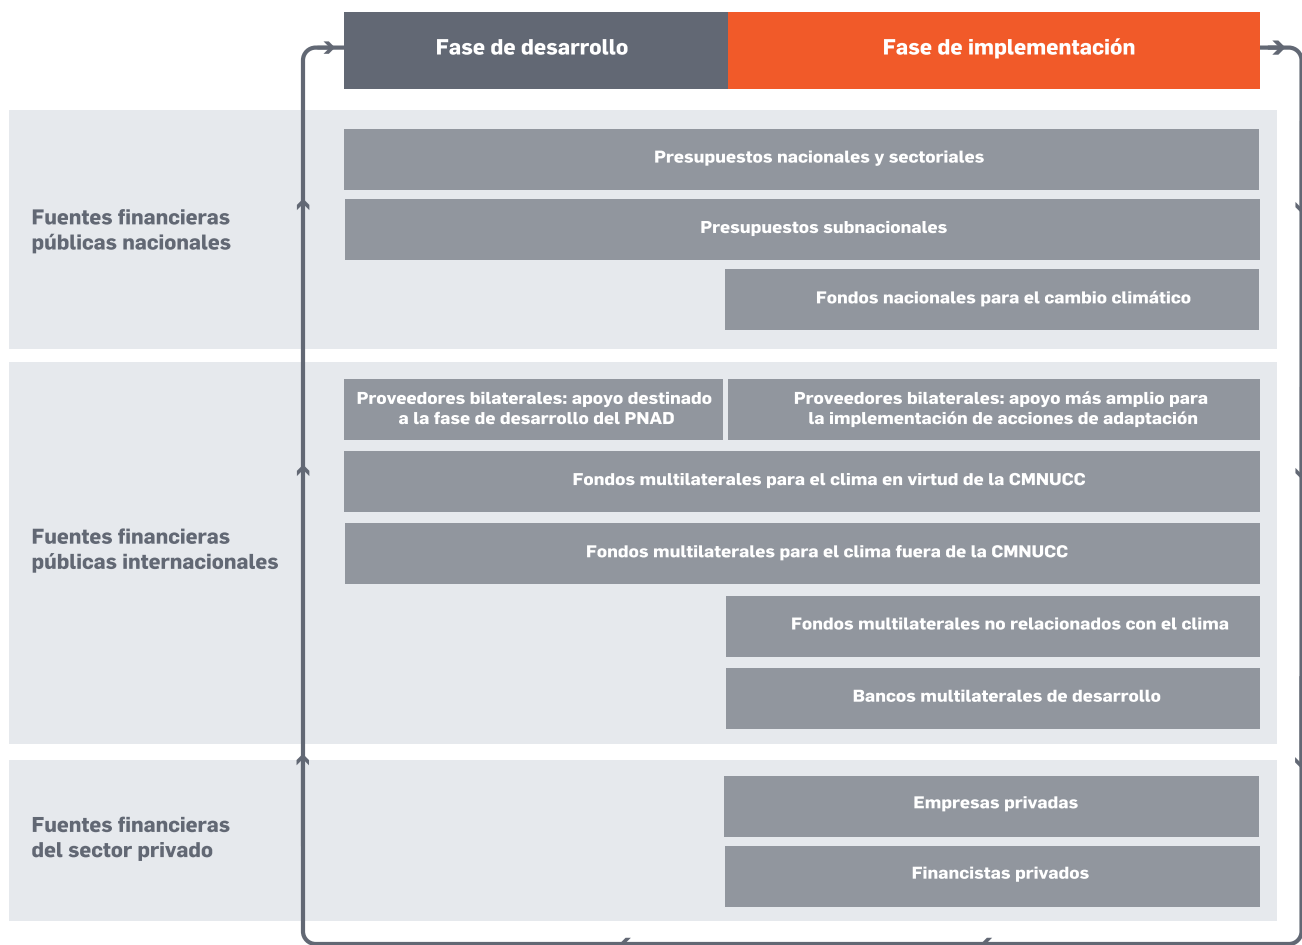 Fase de desarrollo
Fase de implementación
Fuentes financieras
públicas nacionales
Presupuestos nacionales y sectoriales
Presupuestos subnacionales
Fondos nacionales para el cambio climático
Fuentes financieras
públicas internacionales
Proveedores bilaterales: apoyo destinado
a la fase de desarrollo del PNAD
Proveedores bilaterales: apoyo más amplio para
la implementación de acciones de adaptación
Fondos multilaterales para el clima en virtud de la CMNUCC
Fondos multilaterales para el clima fuera de la CMNUCC
Fondos multilaterales no relacionados con el clima
Bancos multilaterales de desarrollo
Fuentes financieras
del sector privado
Empresas privadas
Financistas privados